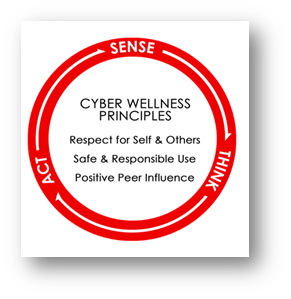 SENSE
CYBER WELLNESS
PRINCIPLES
Respect for Self & Others
Safe & Responsible Use
Positive Peer Influence
THINK
ACT